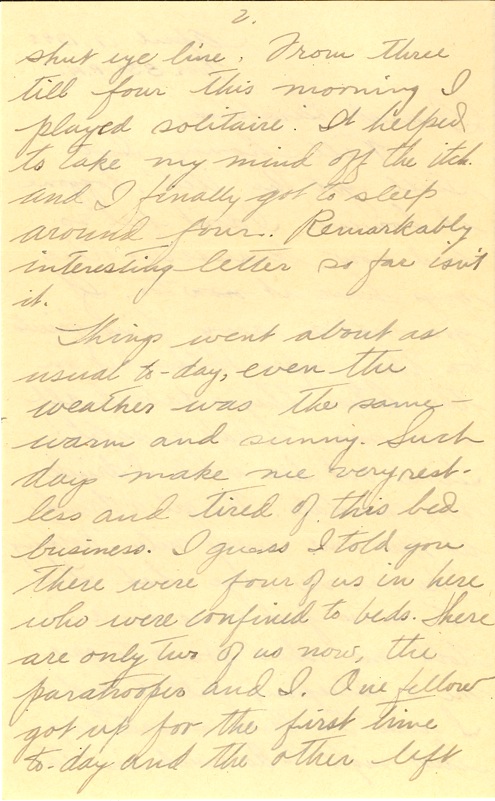 2.
shut eye line. From three
till four this morning I
played solitaire. It helped
to take my mind off the itch
and I finally got to sleep
around four. Remarkably
interesting letter so far isn't
it.
Things went about as
usual to-day, even the
weather was the same –
warm and sunny. Such
days make me very rest-
less and tired of this bed
business. I guess I told you
there were four of us in here
who were confined to beds. There
are only two of us now, the
paratrooper and I. One fellow
got up for the first time
to-day and the other left